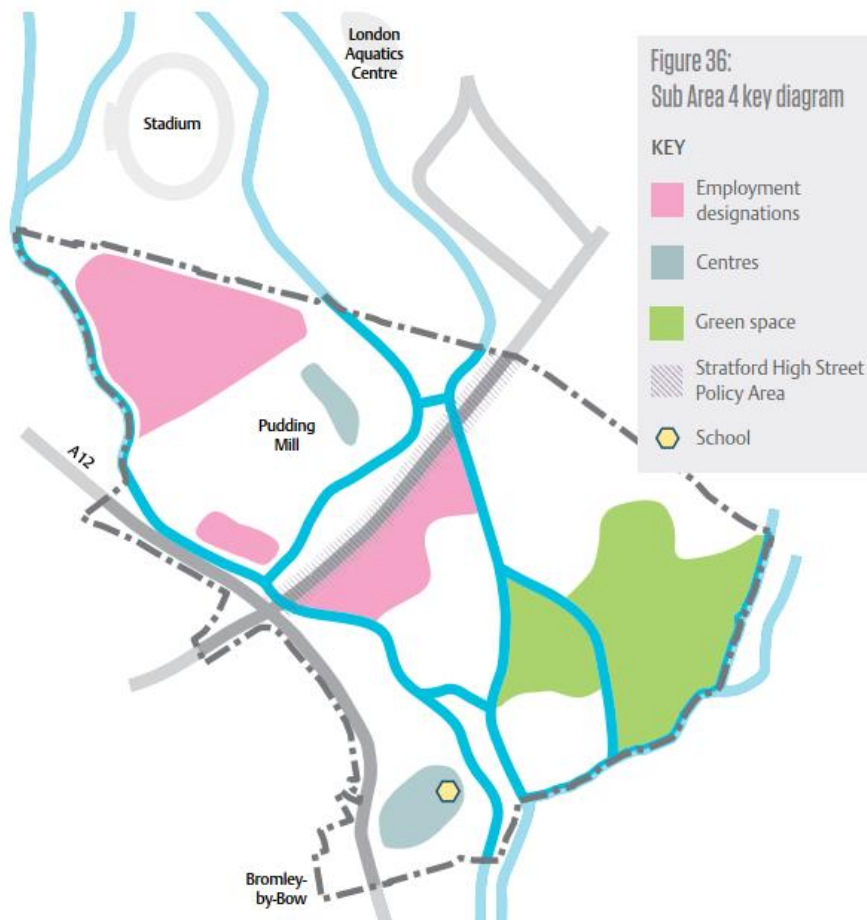 London
Aquatics
Centre
Stadium
Figure 36:
Sub Area 4 key diagram
KEY
Employment
designations
Centres
Green space
Stratford High Street
Policy Area
School
Pudding
Mill
A12
Bromley-
by-Bow